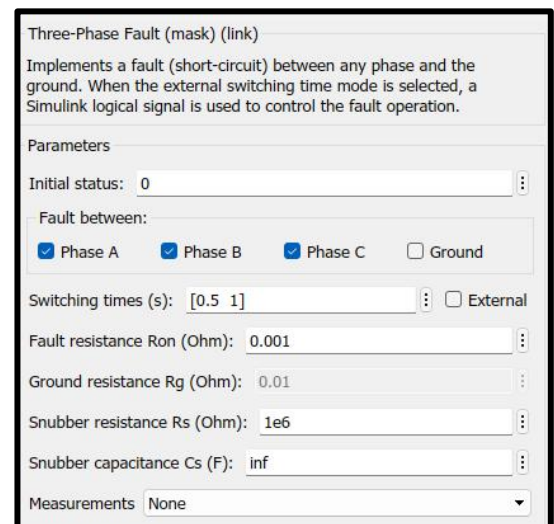 Three-Phase Fault (mask) (link)
Implements a fault (short-circuit) between any phase and the
ground. When the external switching time mode is selected, a
Simulink logical signal is used to control the fault operation.
Parameters
Initial status: 0
Fault between:
Phase A Phase B Phase C Ground
Switching times (s): [0.5 1] External
Fault resistance Ron (Ohm): 0.001
Ground resistance Rg (Ohm): 0.01
Snubber resistance Rs (Ohm): 1e6
Snubber capacitance Cs (F): inf
Measurements None